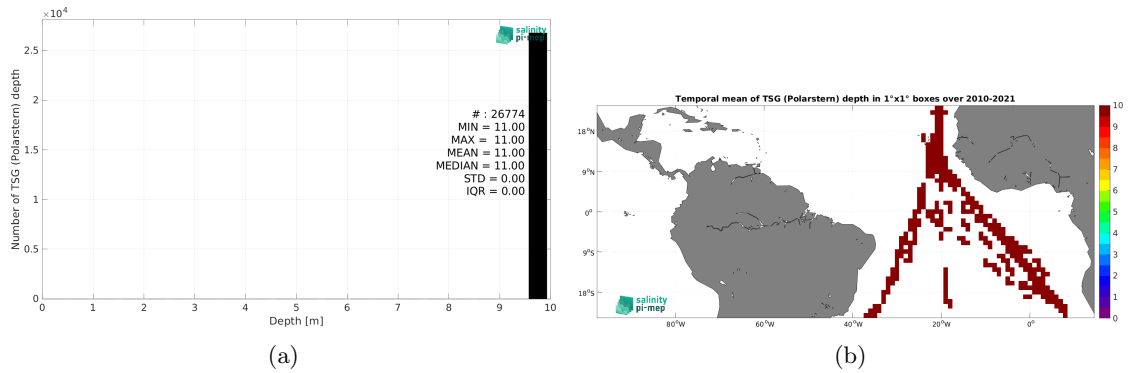 ×10⁴
2.5
2
1.5
1
0.5
0
Number of TSG (Polarstern) depth
salinity
pi-mep
# : 26774
MIN = 11.00
MAX = 11.00
MEAN = 11.00
MEDIAN = 11.00
STD = 0.00
IQR = 0.00
0 1 2 3 4 5 6 7 8 9 10
Depth [m]
(a)
Temporal mean of TSG (Polarstern) depth in 1°x1° boxes over 2010-2021
18°N
9°N
0°
9°S
18°S
salinity
pi-mep
80°W 60°W 40°W 20°W 0°
10
9
8
7
6
5
4
3
2
1
0
(b)